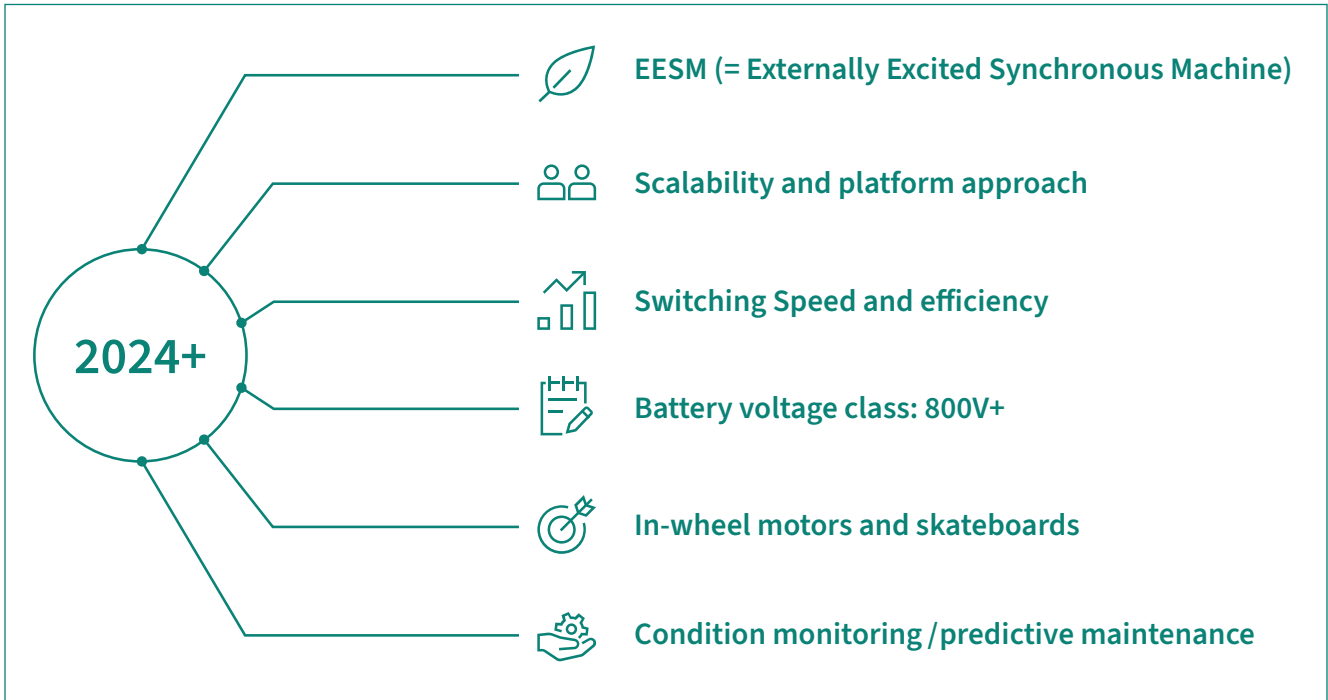 EESM (= Externally Excited Synchronous Machine)
Scalability and platform approach
Switching Speed and efficiency
2024+
Battery voltage class: 800V+
In-wheel motors and skateboards
Condition monitoring /predictive maintenance